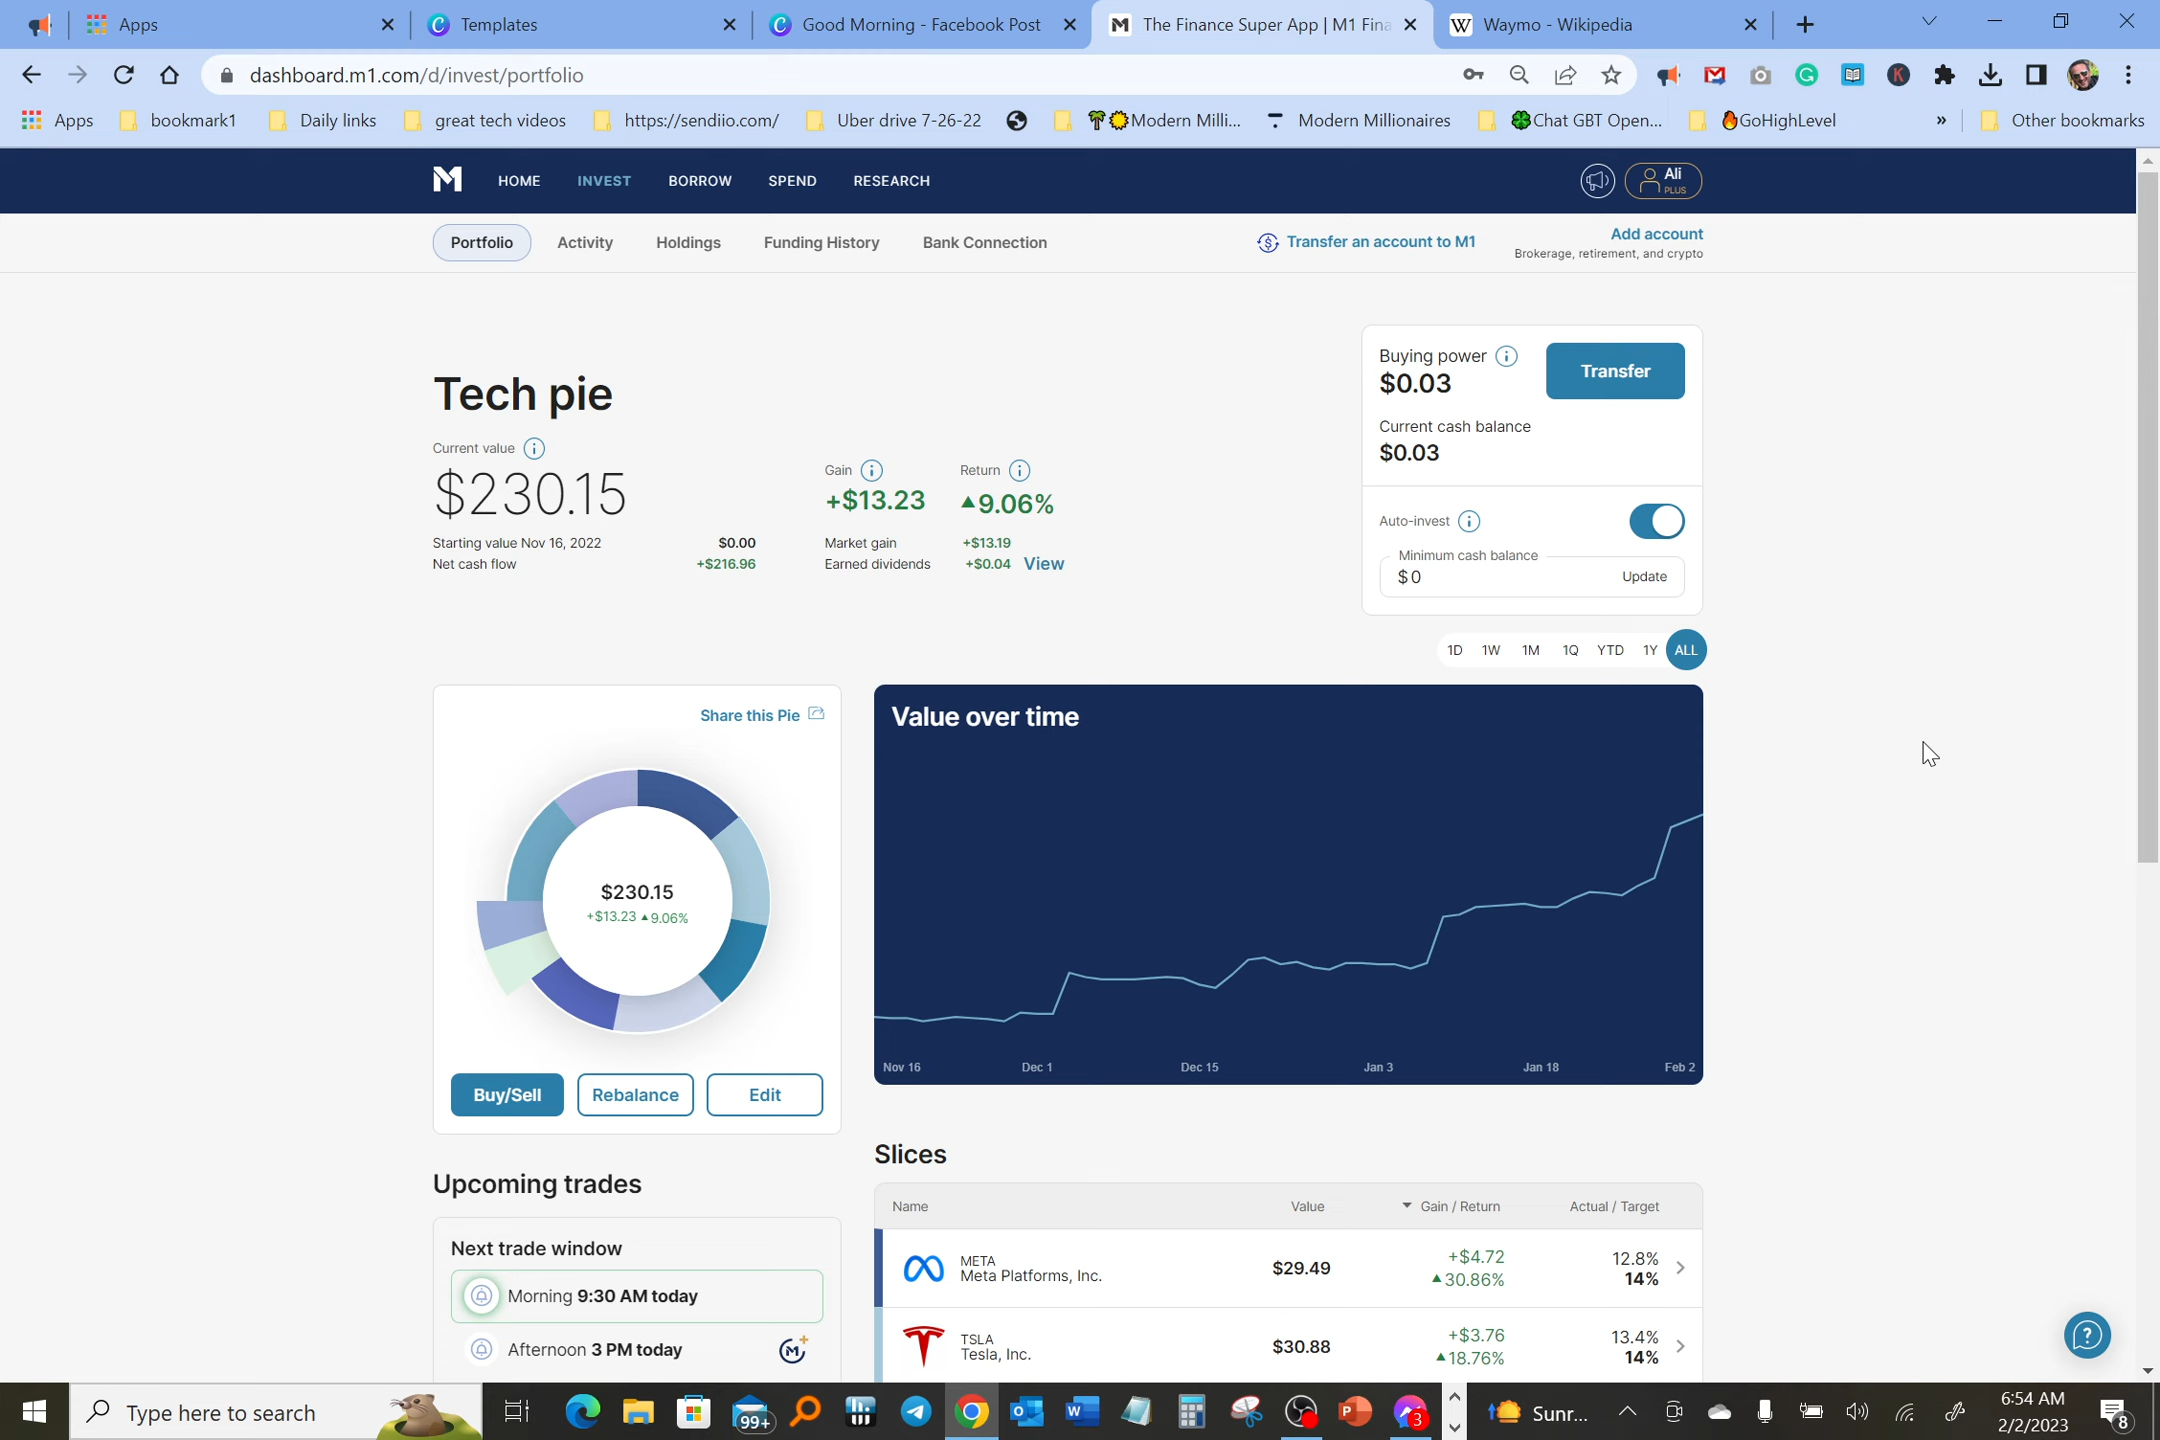 Apps
Templates
Good Morning - Facebook Post
The Finance Super App | M1 Fina
Waymo - Wikipedia
dashboard.m1.com/d/invest/portfolio
Apps
bookmark1
Daily links
great tech videos
https://sendiio.com/
Uber drive 7-26-22
Modern Milli...
Modern Millionaires
Chat GBT Open...
GoHighLevel
»
Other bookmarks
HOME
INVEST
BORROW
SPEND
RESEARCH
Ali
PLUS
Portfolio
Activity
Holdings
Funding History
Bank Connection
Transfer an account to M1
Add account
Brokerage, retirement, and crypto
Tech pie
Current value
$230.15
Starting value Nov 16, 2022 $0.00
Net cash flow +$216.96
Gain
+$13.23
Return
9.06%
Market gain +$13.19
Earned dividends +$0.04 View
Buying power
$0.03
Transfer
Current cash balance
$0.03
Auto-invest
Minimum cash balance
$0 Update
1D 1W 1M 1Q YTD 1Y ALL
Share this Pie
$230.15
+$13.23 ▲9.06%
Buy/Sell
Rebalance
Edit
Value over time
Nov 16 Dec 1 Dec 15 Jan 3 Jan 18 Feb 2
Upcoming trades
Next trade window
Morning 9:30 AM today
Afternoon 3 PM today
Slices
Name Value Gain / Return Actual / Target
META
Meta Platforms, Inc.
$29.49
+$4.72
▲30.86%
12.8%
14%
TSLA
Tesla, Inc.
$30.88
+$3.76
▲18.76%
13.4%
14%
Type here to search
99+
3
Sunr...
6:54 AM
2/2/2023
8